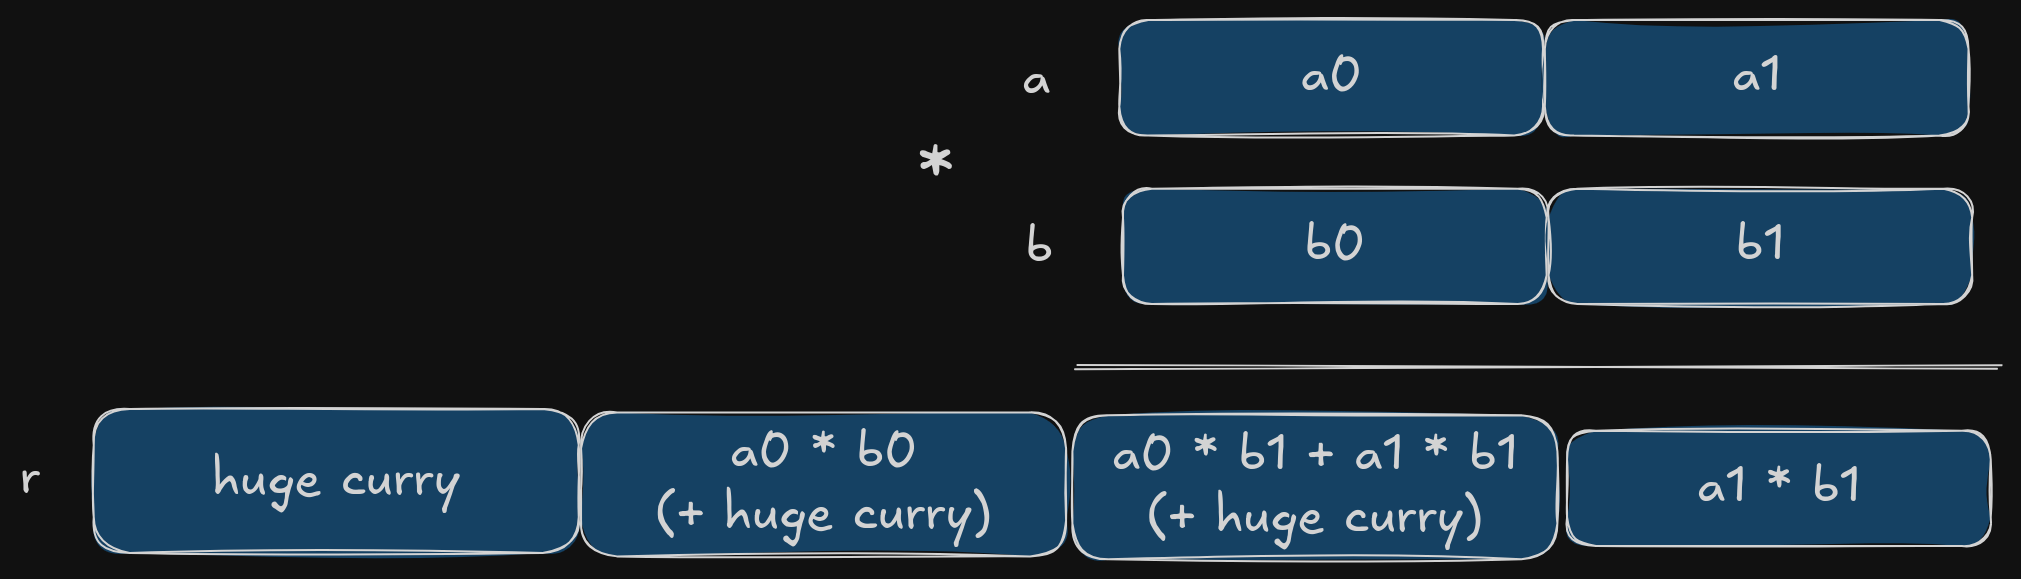 a
a0
a1
*
b
b0
b1
r
huge curry
a0 * b0
(+ huge curry)
a0 * b1 + a1 * b1
(+ huge curry)
a1 * b1